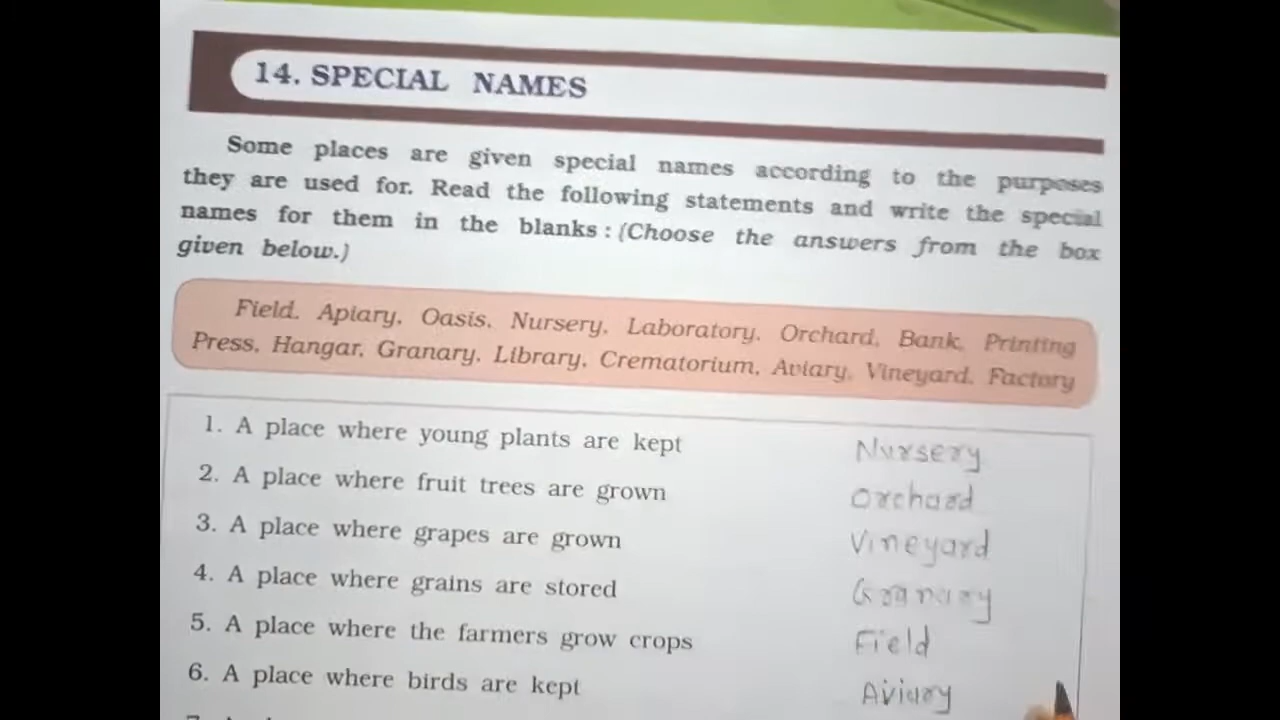 14. SPECIAL NAMES
Some places are given special names according to the purposes
they are used for. Read the following statements and write the special
names for them in the blanks : (Choose the answers from the box
given below.)
Field, Apiary, Oasis, Nursery, Laboratory, Orchard, Bank, Printing
Press, Hangar, Granary, Library, Crematorium, Aviary, Vineyard, Factory
1. A place where young plants are kept Nursery
2. A place where fruit trees are grown Orchard
3. A place where grapes are grown Vineyard
4. A place where grains are stored Granary
5. A place where the farmers grow crops Field
6. A place where birds are kept Aviary